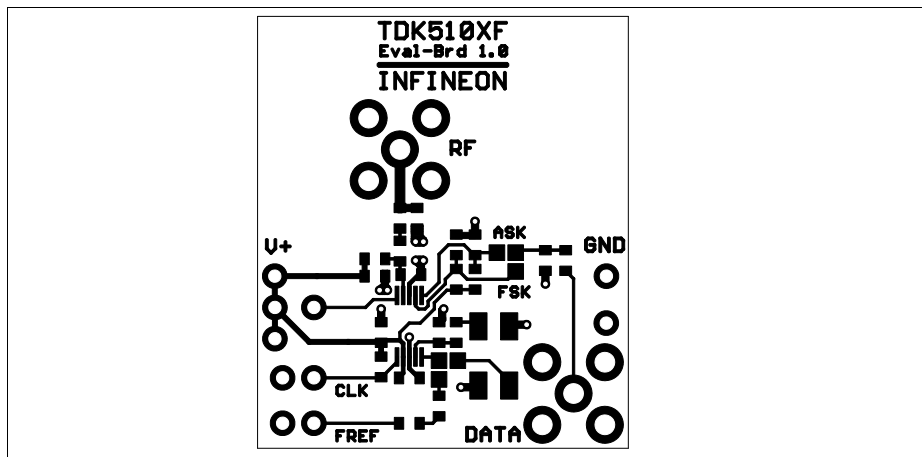 TDK510XF
Eval-Brd 1.0
INFINEON
RF
ASK
V+
GND
FSK
CLK
FREF
DATA